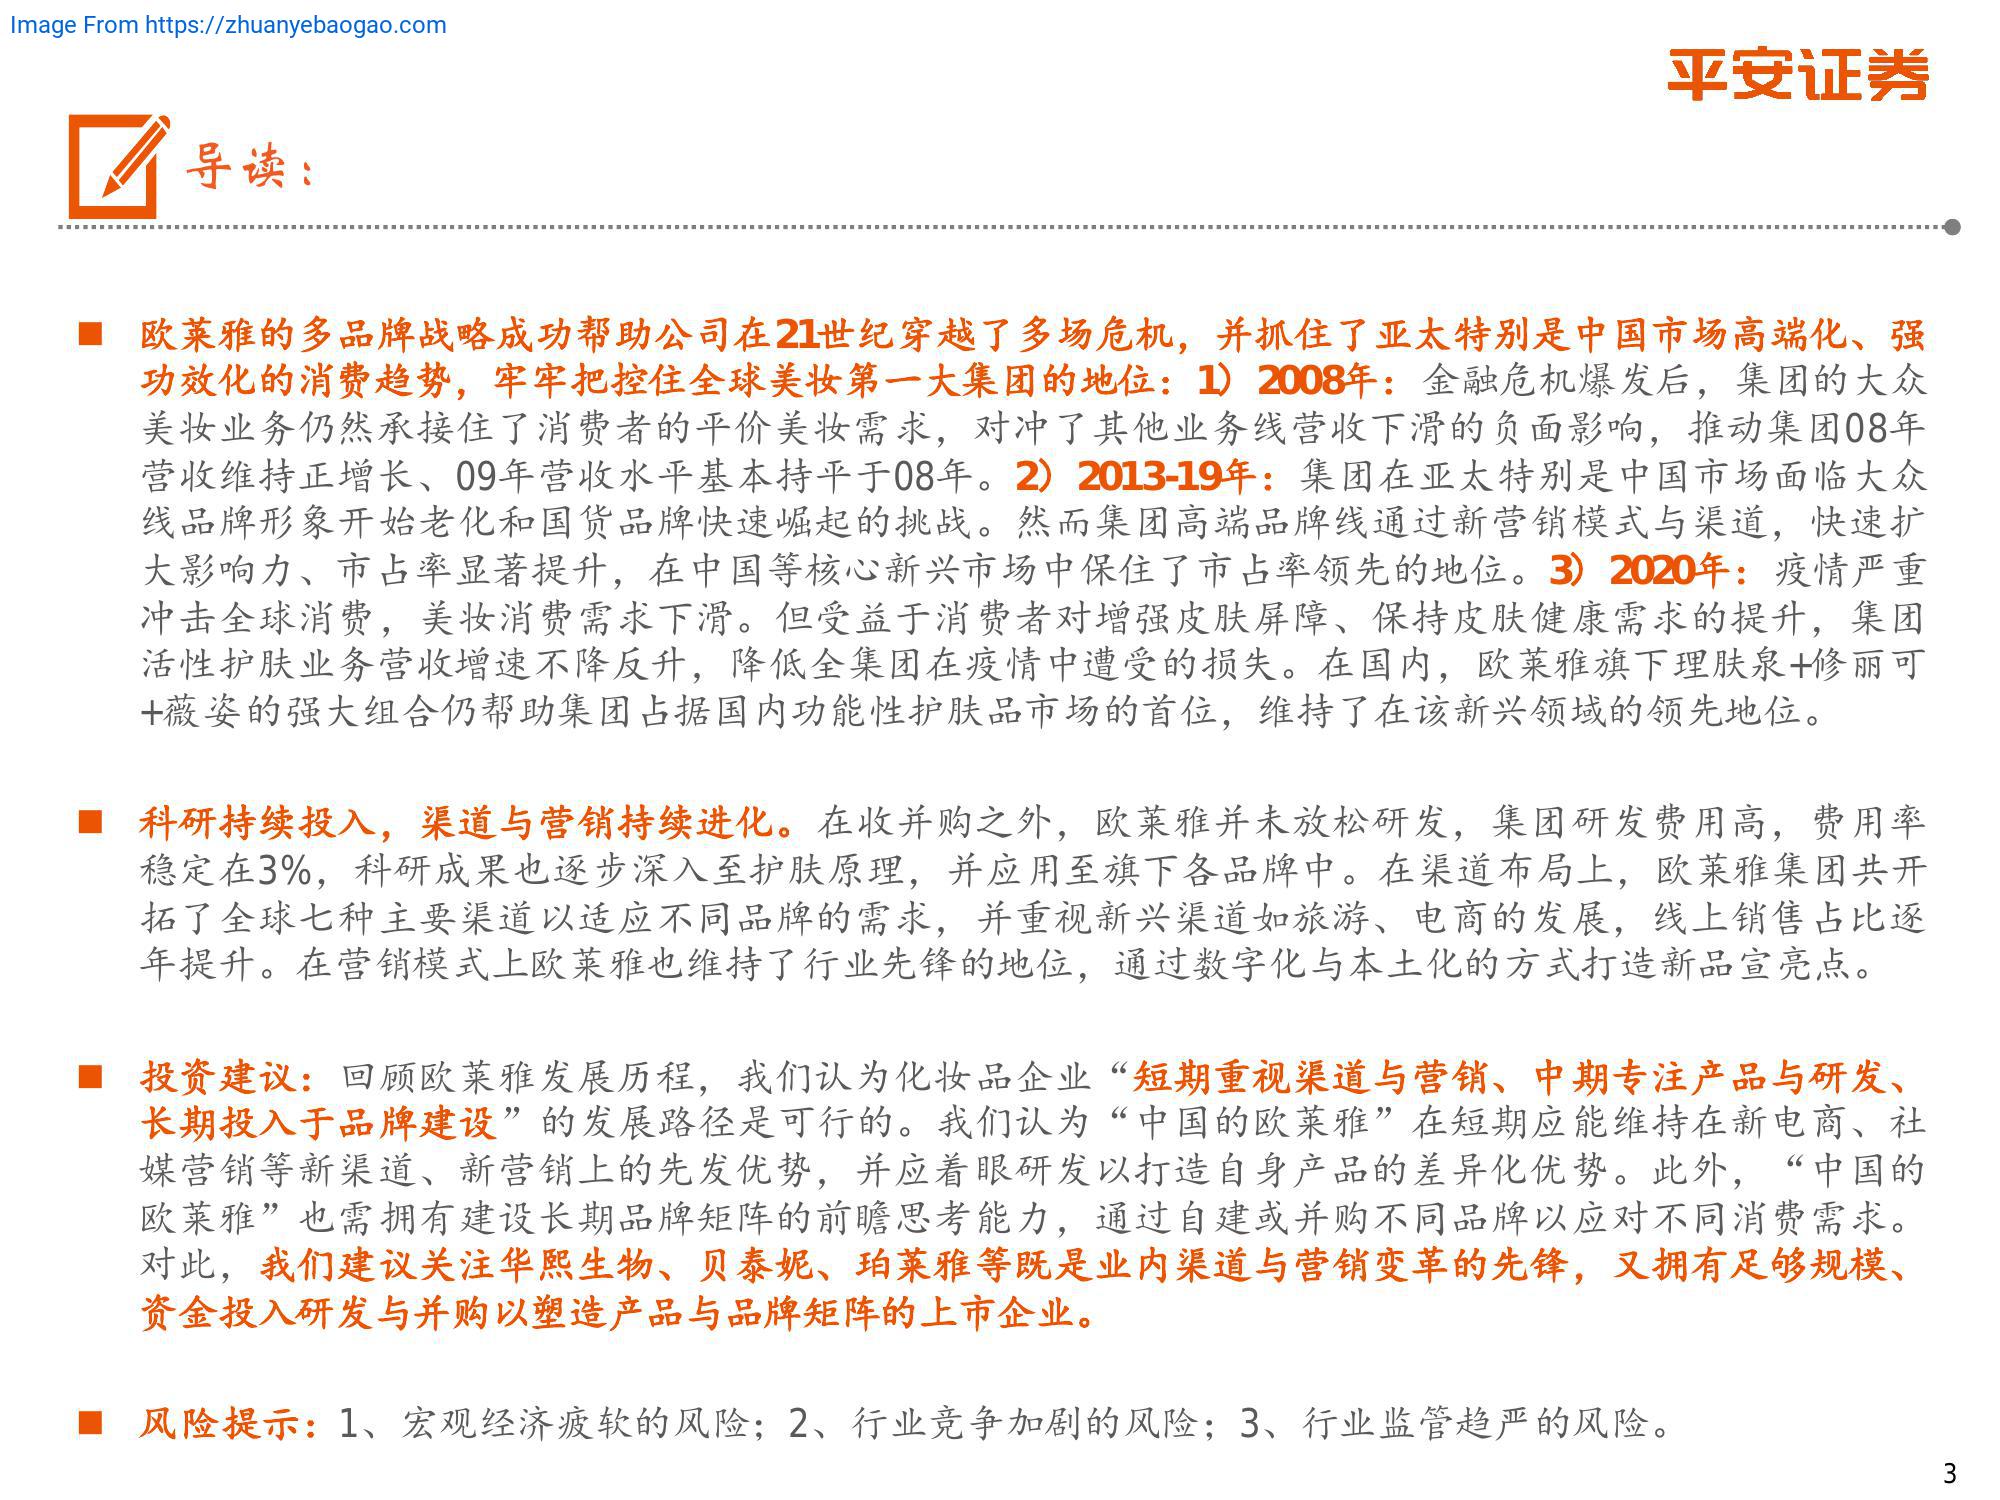 Image From https://zhuanyebaogao.com
平安证券
导读：
■ 欧莱雅的多品牌战略成功帮助公司在21世纪穿越了多场危机，并抓住了亚太特别是中国市场高端化、强
功效化的消费趋势，牢牢把控住全球美妆第一大集团的地位：1）2008年：金融危机爆发后，集团的大众
美妆业务仍然承接住了消费者的平价美妆需求，对冲了其他业务线营收下滑的负面影响，推动集团08年
营收维持正增长、09年营收水平基本持平于08年。2）2013-19年：集团在亚太特别是中国市场面临大众
线品牌形象开始老化和国货品牌快速崛起的挑战。然而集团高端品牌线通过新营销模式与渠道，快速扩
大影响力、市占率显著提升，在中国等核心新兴市场中保住了市占率领先的地位。3）2020年：疫情严重
冲击全球消费，美妆消费需求下滑。但受益于消费者对增强皮肤屏障、保持皮肤健康需求的提升，集团
活性护肤业务营收增速不降反升，降低全集团在疫情中遭受的损失。在国内，欧莱雅旗下理肤泉+修丽可
+薇姿的强大组合仍帮助集团占据国内功能性护肤品市场的首位，维持了在该新兴领域的领先地位。
■ 科研持续投入，渠道与营销持续进化。在收并购之外，欧莱雅并未放松研发，集团研发费用高，费用率
稳定在3%，科研成果也逐步深入至护肤原理，并应用至旗下各品牌中。在渠道布局上，欧莱雅集团共开
拓了全球七种主要渠道以适应不同品牌的需求，并重视新兴渠道如旅游、电商的发展，线上销售占比逐
年提升。在营销模式上欧莱雅也维持了行业先锋的地位，通过数字化与本土化的方式打造新品宣亮点。
■ 投资建议：回顾欧莱雅发展历程，我们认为化妆品企业“短期重视渠道与营销、中期专注产品与研发、
长期投入于品牌建设”的发展路径是可行的。我们认为“中国的欧莱雅”在短期应能维持在新电商、社
媒营销等新渠道、新营销上的先发优势，并应着眼研发以打造自身产品的差异化优势。此外，“中国的
欧莱雅”也需拥有建设长期品牌矩阵的前瞻思考能力，通过自建或并购不同品牌以应对不同消费需求。
对此，我们建议关注华熙生物、贝泰妮、珀莱雅等既是业内渠道与营销变革的先锋，又拥有足够规模、
资金投入研发与并购以塑造产品与品牌矩阵的上市企业。
■ 风险提示：1、宏观经济疲软的风险；2、行业竞争加剧的风险；3、行业监管趋严的风险。
3